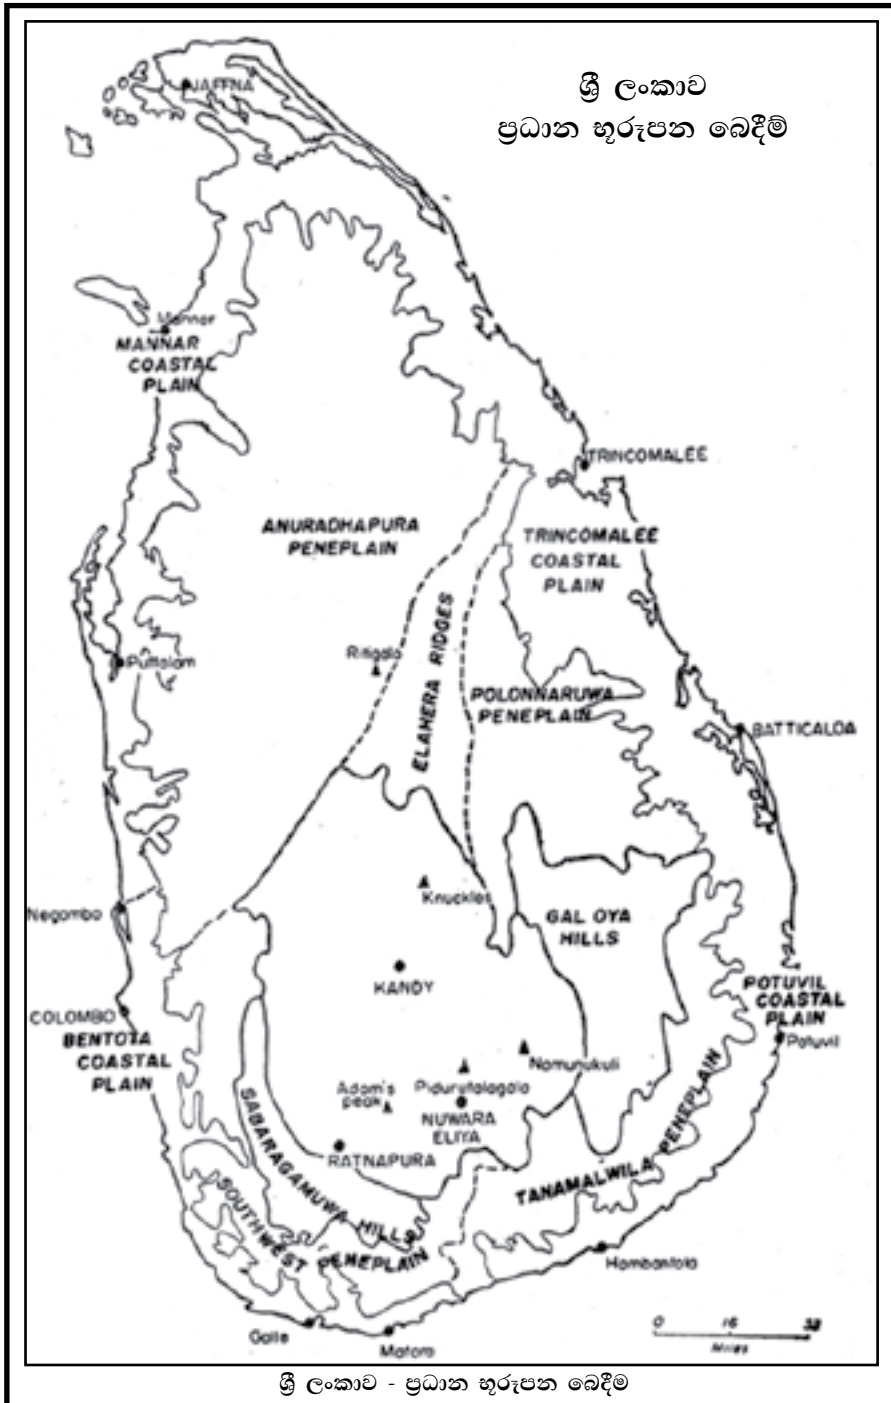 ශ්‍රී ලංකාව
ප්‍රධාන භූරූපන බෙදීම්
JAFFNA
Mannar
MANNAR
COASTAL
PLAIN
TRINCOMALEE
ANURADHAPURA
PENEPLAIN
TRINCOMALEE
COASTAL
PLAIN
ELAHERA RIDGES
Ritigala
Puttalam
POLONNARUWA
PENEPLAIN
BATTICALOA
Knuckles
Negombo
GAL OYA
HILLS
KANDY
POTUVIL
COASTAL
PLAIN
COLOMBO
BENTOTA
COASTAL
PLAIN
Potuvil
Namunukuli
Adam's
peak
Pidurutalagala
NUWARA
ELIYA
RATNAPURA
SABARAGAMUWA HILLS
TANAMALWILA PENEPLAIN
SOUTHWEST PENEPLAIN
Hambantota
Galle
Matara
0 16 32
Miles
ශ්‍රී ලංකාව - ප්‍රධාන භූරූපන බෙදීම